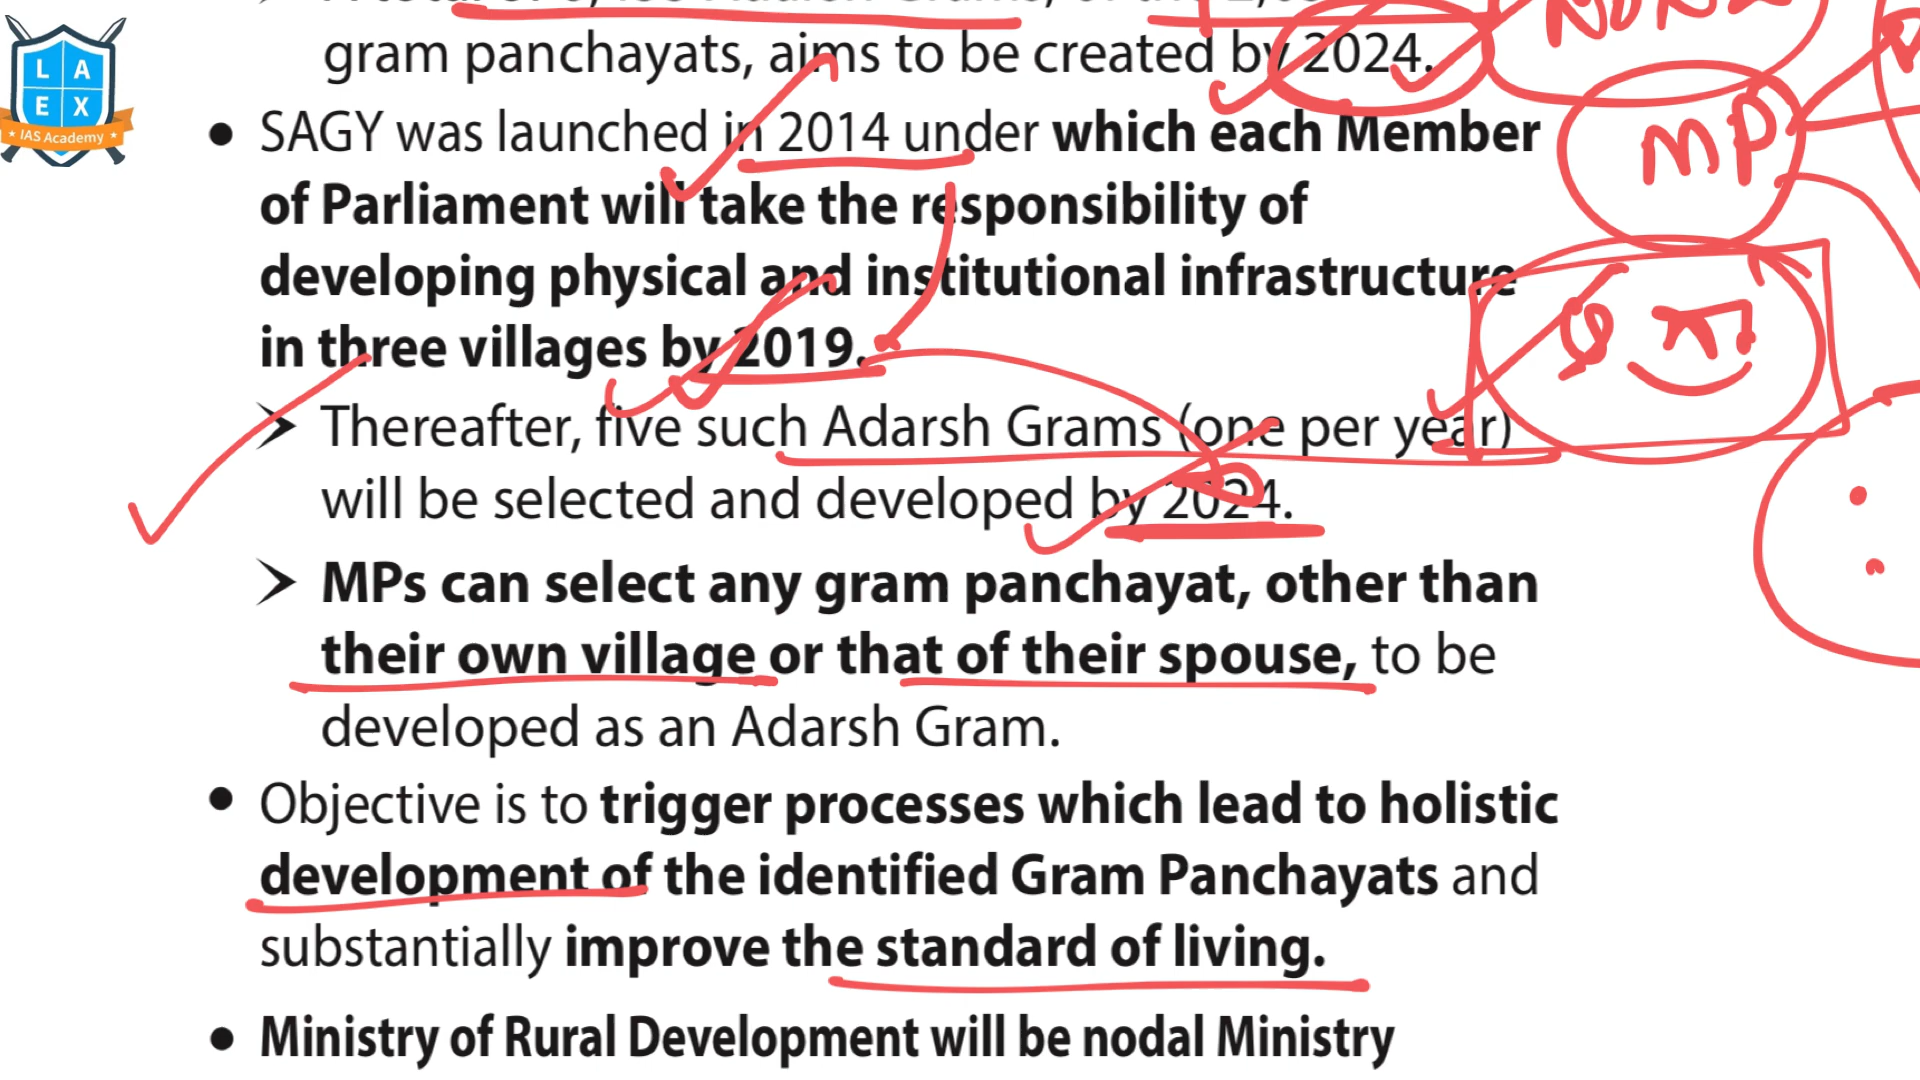 gram panchayats, aims to be created by 2024.
• SAGY was launched in 2014 under which each Member
of Parliament will take the responsibility of
developing physical and institutional infrastructure
in three villages by 2019.
➢ Thereafter, five such Adarsh Grams (one per year)
will be selected and developed by 2024.
➢ MPs can select any gram panchayat, other than
their own village or that of their spouse, to be
developed as an Adarsh Gram.
• Objective is to trigger processes which lead to holistic
development of the identified Gram Panchayats and
substantially improve the standard of living.
• Ministry of Rural Development will be nodal Ministry
MP
L A
E X
IAS Academy